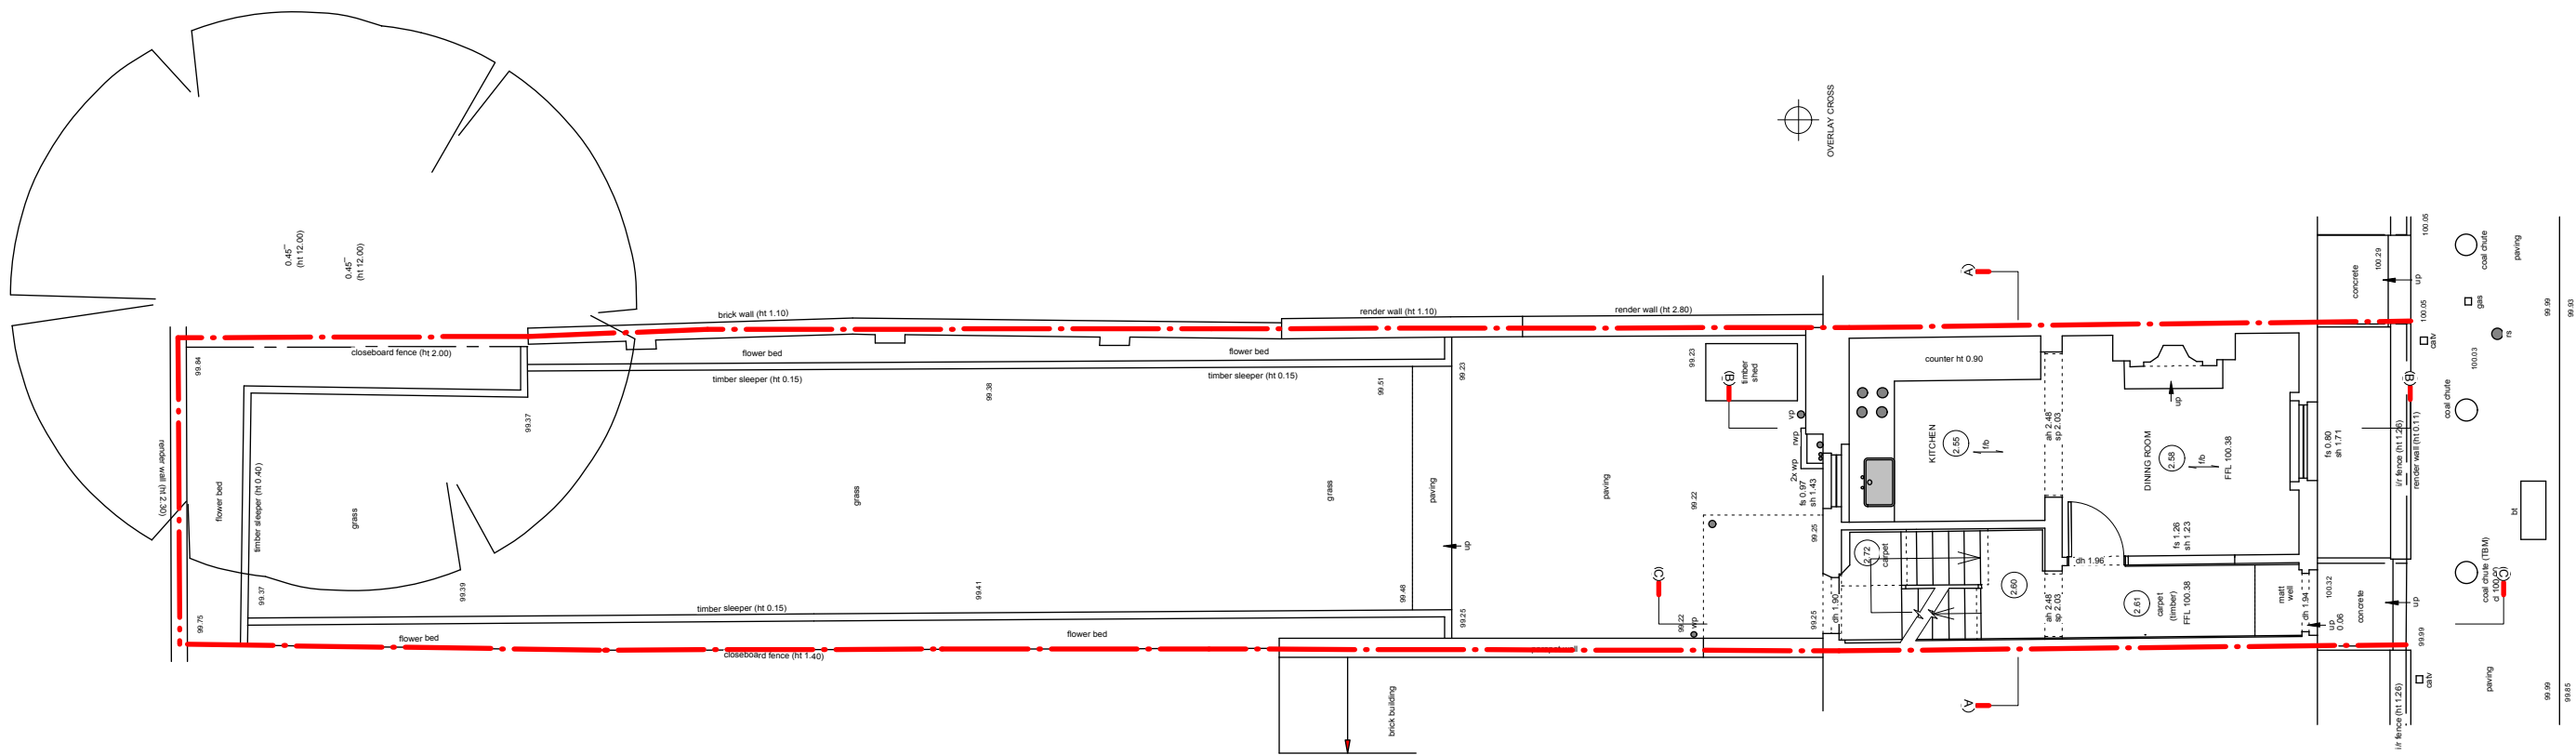 0.45
(ht 12.00)
0.45
(ht 12.00)
OVERLAY CROSS
brick wall (ht 1.10)
render wall (ht 1.10)
render wall (ht 2.80)
closeboard fence (ht 2.00)
flower bed
flower bed
timber sleeper (ht 0.15)
timber sleeper (ht 0.15)
99.84
99.37
99.38
99.51
99.23
99.23
render wall (ht 2.30)
flower bed
timber sleeper (ht 0.40)
grass
grass
grass
paving
up
paving
timber
shed
(B)
vp
rwp
2x wp
fs 0.97
sh 1.43
99.22
99.25
99.37
99.39
99.41
99.48
99.25
99.75
timber sleeper (ht 0.15)
flower bed
flower bed
closeboard fence (ht 1.40)
parapet wall
brick building
(C)
99.22
wp
99.25
dh 1.90
(A)
(A)
counter ht 0.90
KITCHEN
2.55
f/b
ah 2.48
sp 2.03
DINING ROOM
2.58
f/b
FFL 100.38
up
fs 1.26
sh 1.23
dh 1.96
2.72
carpet
2.60
ah 2.48
sp 2.03
2.61
carpet
(timber)
FFL 100.38
matt
well
dh 1.94
up
0.06
100.32
concrete
up
99.99
fs 0.80
sh 1.71
i/r fence (ht 1.26)
render wall (ht 0.11)
(B)
concrete
100.29
up
100.05
100.05
catv
coal chute
paving
gas
rs
100.03
coal chute
99.99
99.93
bt
coal chute (TBM)
(C)
catv
paving
i/r fence (ht 1.26)
99.99
99.85